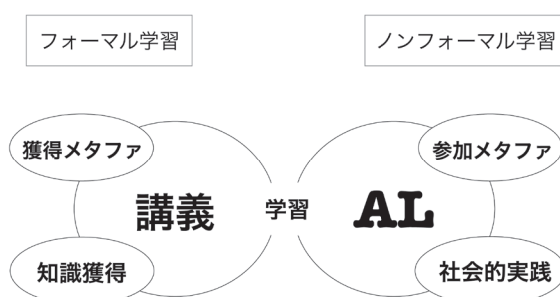 フォーマル学習
ノンフォーマル学習
獲得メタファ
参加メタファ
講義
学習
AL
知識獲得
社会的実践